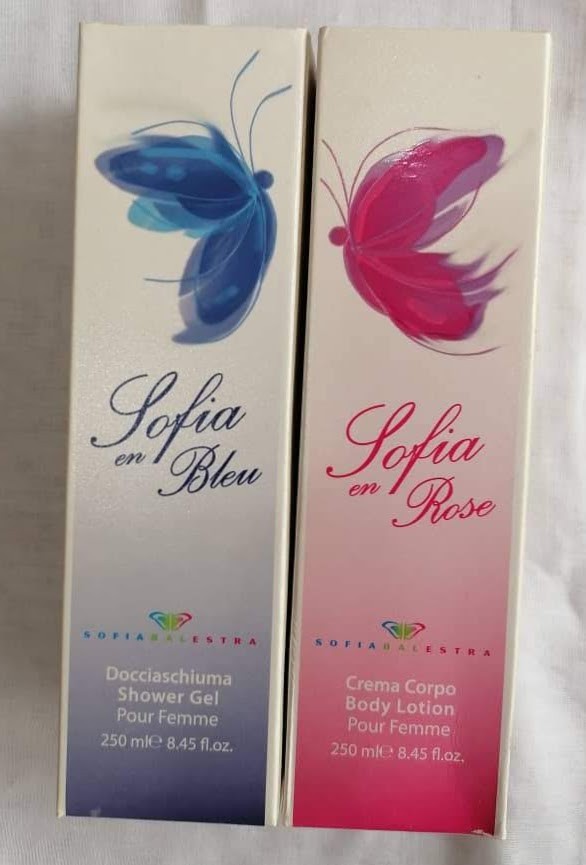 Sofia
en
Bleu
SOFIABALESTRA
Docciaschiuma
Shower Gel
Pour Femme
250 ml℮ 8.45 fl.oz.
Sofia
en
Rose
SOFIABALESTRA
Crema Corpo
Body Lotion
Pour Femme
250 ml℮ 8.45 fl.oz.